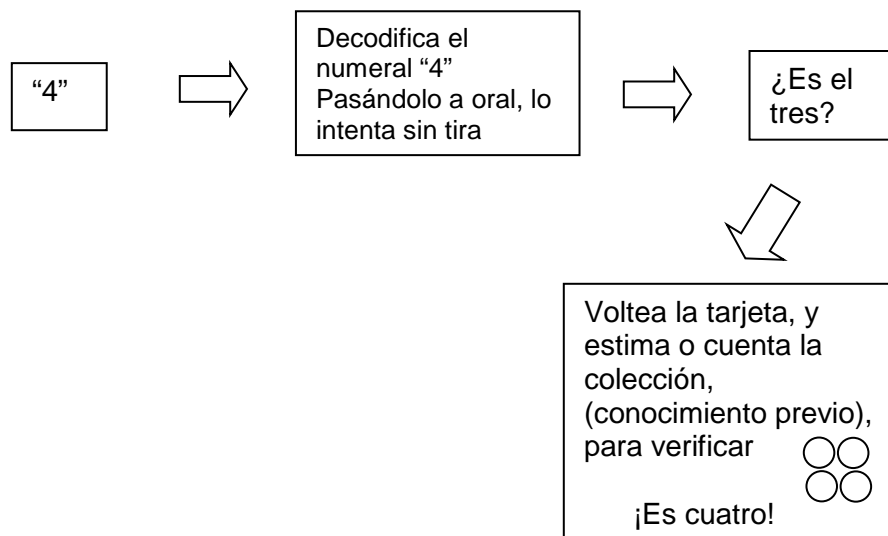 “4”
Decodifica el
numeral “4”
Pasándolo a oral, lo
intenta sin tira
¿Es el
tres?
Voltea la tarjeta, y
estima o cuenta la
colección,
(conocimiento previo),
para verificar
¡Es cuatro!